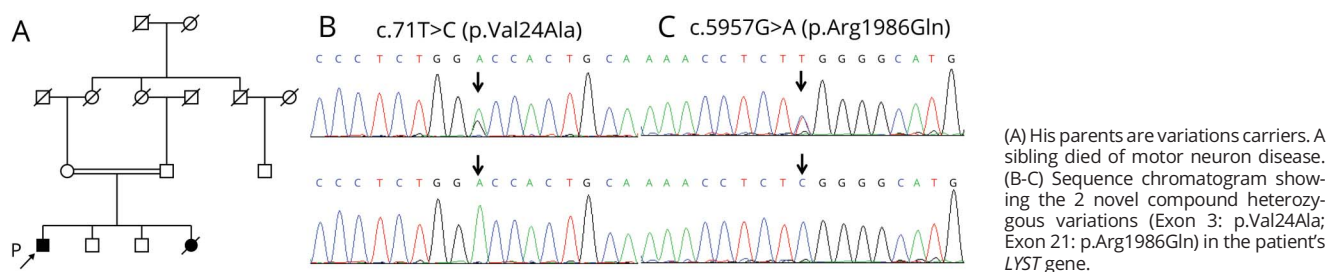 A
P
B
c.71T>C (p.Val24Ala)
C C C T C T G G A C C A C T G C A
C C C T C T G G A C C A C T G C A
C
c.5957G>A (p.Arg1986Gln)
A A A C C T C T T G G G G C A T G
A A A C C T C T C G G G G C A T G
(A) His parents are variations carriers. A
sibling died of motor neuron disease.
(B-C) Sequence chromatogram show-
ing the 2 novel compound heterozy-
gous variations (Exon 3: p.Val24Ala;
Exon 21: p.Arg1986Gln) in the patient's
LYST gene.